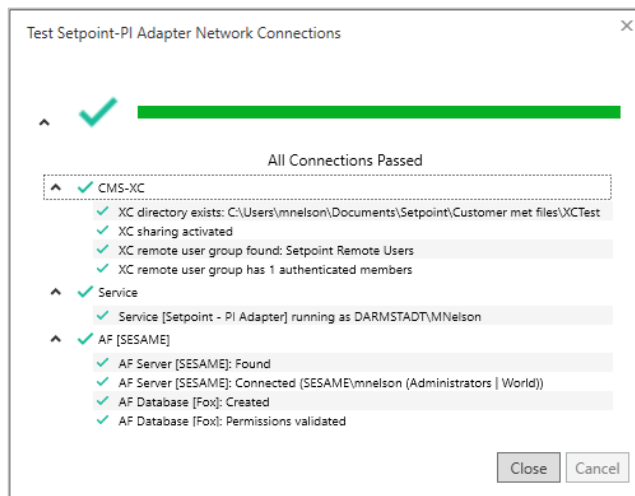 Test Setpoint-PI Adapter Network Connections
All Connections Passed
CMS-XC
XC directory exists: C:\Users\mnelson\Documents\Setpoint\Customer met files\XCTest
XC sharing activated
XC remote user group found: Setpoint Remote Users
XC remote user group has 1 authenticated members
Service
Service [Setpoint - PI Adapter] running as DARMSTADT\MNelson
AF [SESAME]
AF Server [SESAME]: Found
AF Server [SESAME]: Connected (SESAME\mnelson (Administrators | World))
AF Database [Fox]: Created
AF Database [Fox]: Permissions validated
Close Cancel